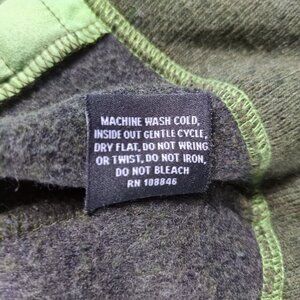 MACHINE WASH COLD,
INSIDE OUT GENTLE CYCLE,
DRY FLAT, DO NOT WRING
OR TWIST, DO NOT IRON,
DO NOT BLEACH
RN 108846